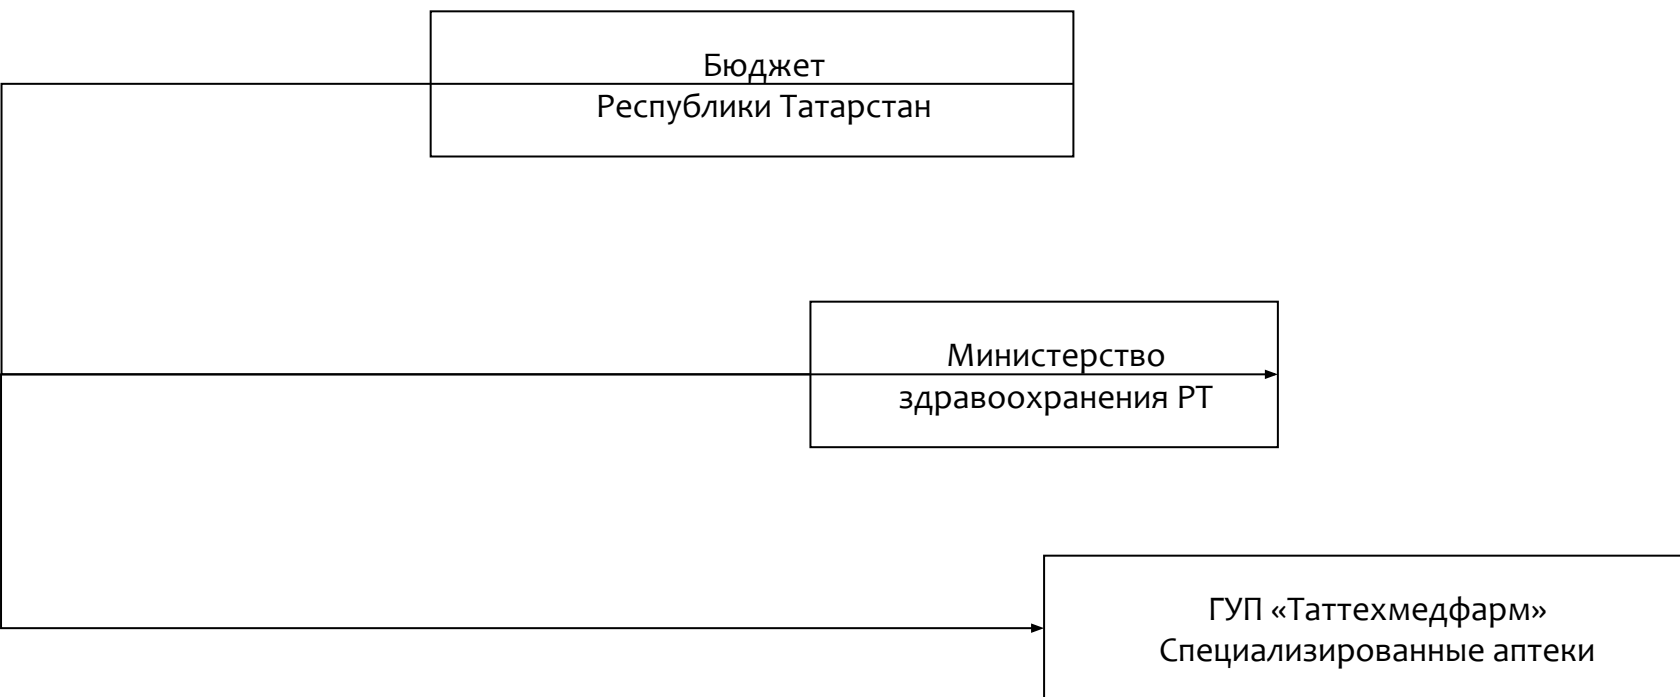 Бюджет
Республики Татарстан
Министерство
здравоохранения РТ
ГУП «Таттехмедфарм»
Специализированные аптеки